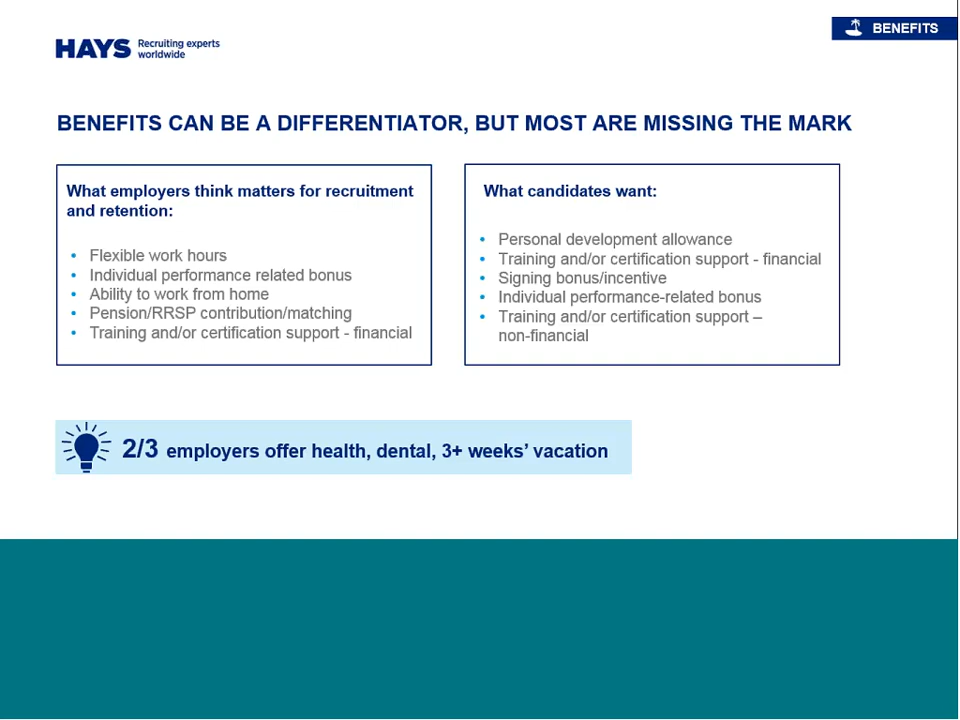 BENEFITS
HAYS Recruiting experts
worldwide
BENEFITS CAN BE A DIFFERENTIATOR, BUT MOST ARE MISSING THE MARK
What employers think matters for recruitment
and retention:
• Flexible work hours
• Individual performance related bonus
• Ability to work from home
• Pension/RRSP contribution/matching
• Training and/or certification support - financial
What candidates want:
• Personal development allowance
• Training and/or certification support - financial
• Signing bonus/incentive
• Individual performance-related bonus
• Training and/or certification support –
non-financial
2/3 employers offer health, dental, 3+ weeks’ vacation